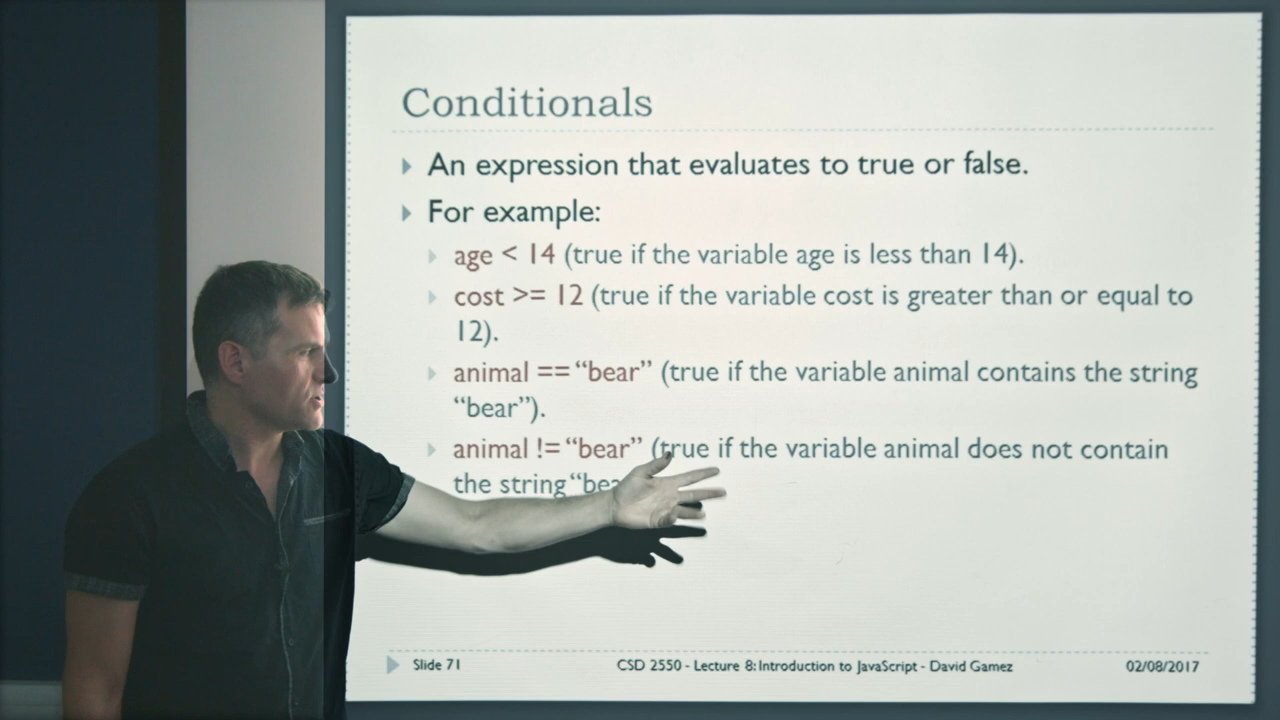 Conditionals
An expression that evaluates to true or false.
For example:
age < 14 (true if the variable age is less than 14).
cost >= 12 (true if the variable cost is greater than or equal to
12).
animal == “bear” (true if the variable animal contains the string
“bear”).
animal != “bear” (true if the variable animal does not contain
the string
Slide 71
CSD 2550 - Lecture 8: Introduction to JavaScript - David Gamez
02/08/2017